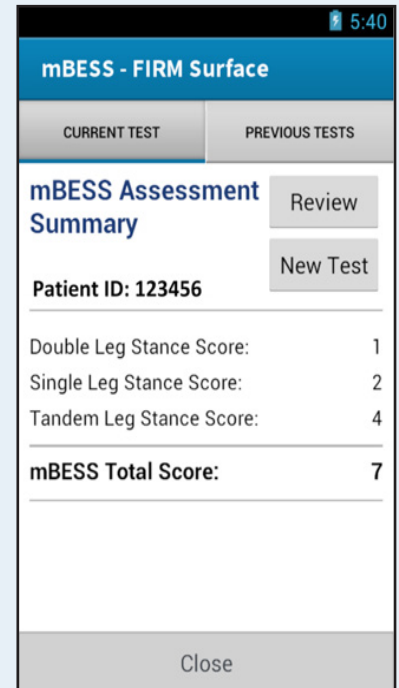 5:40
mBESS - FIRM Surface
CURRENT TEST
PREVIOUS TESTS
mBESS Assessment
Summary
Review
New Test
Patient ID: 123456
Double Leg Stance Score: 1
Single Leg Stance Score: 2
Tandem Leg Stance Score: 4
mBESS Total Score: 7
Close